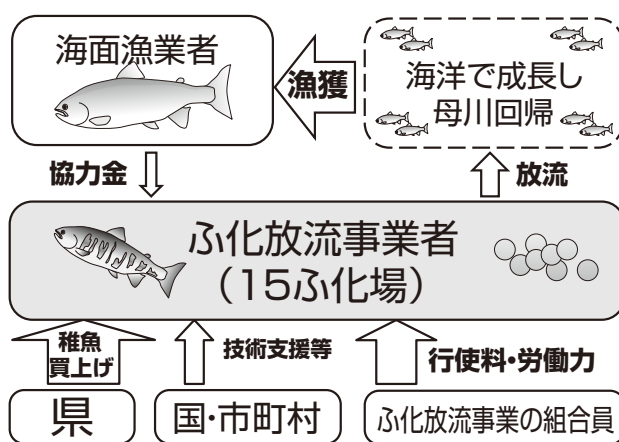 海面漁業者
漁獲
海洋で成長し
母川回帰
協力金
放流
ふ化放流事業者
（15ふ化場）
稚魚
買上げ
技術支援等
行使料・労働力
県
国・市町村
ふ化放流事業の組合員